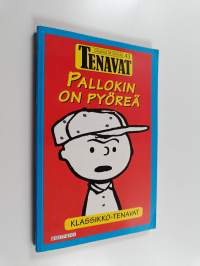 TENAVAT
PALLOKIN
ON PYÖREÄ
KLASSIKKO-TENAVAT